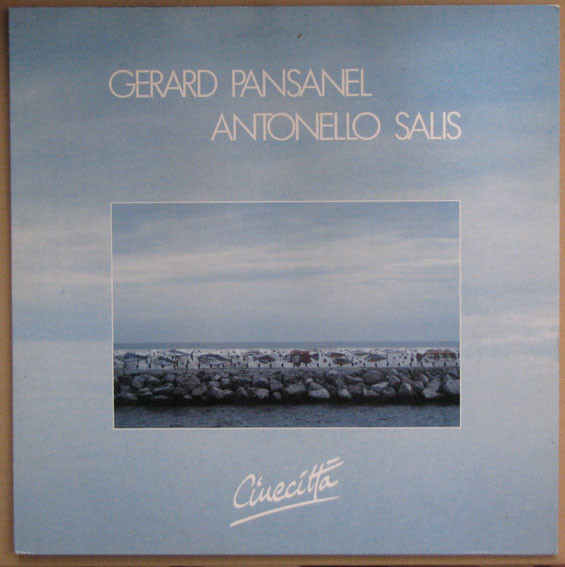 GERARD PANSANEL
ANTONELLO SALIS
Cinecittà